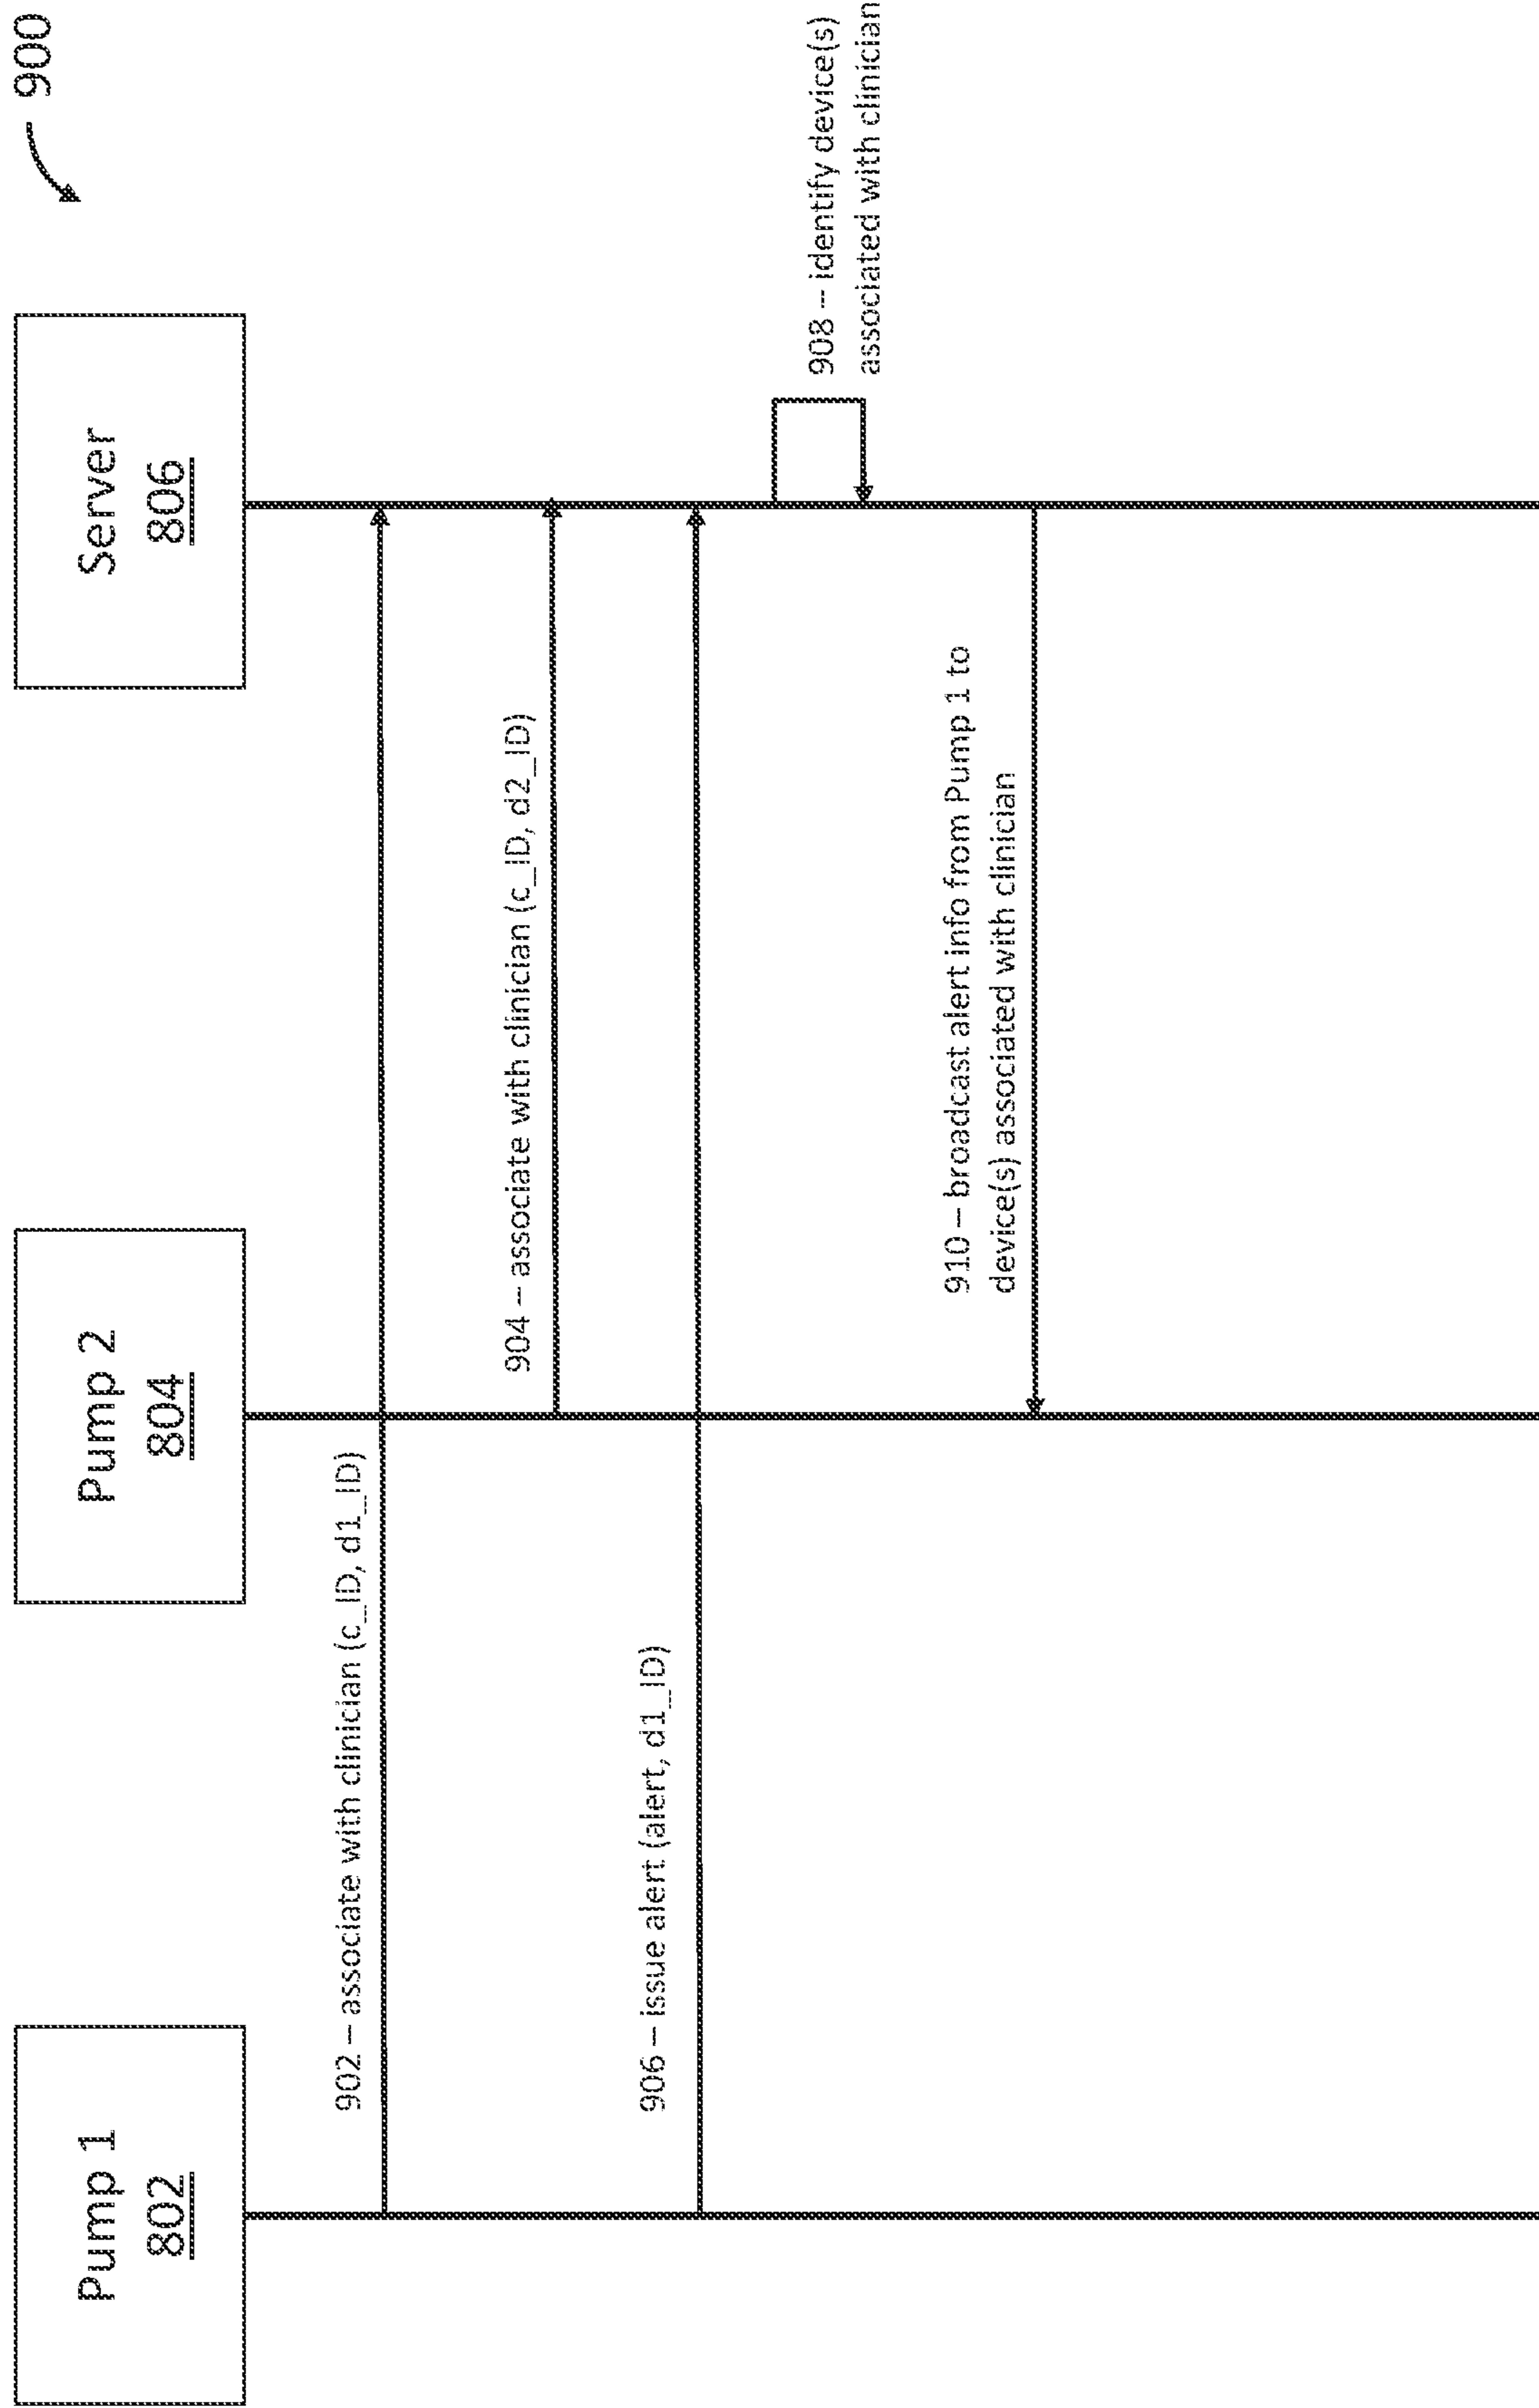 900
Pump 1
802
Pump 2
804
Server
806
902 – associate with clinician (c_ID, d1_ID)
904 – associate with clinician (c_ID, d2_ID)
906 – issue alert (alert, d1_ID)
908 – identify device(s)
associated with clinician
910 – broadcast alert info from Pump 1 to
device(s) associated with clinician